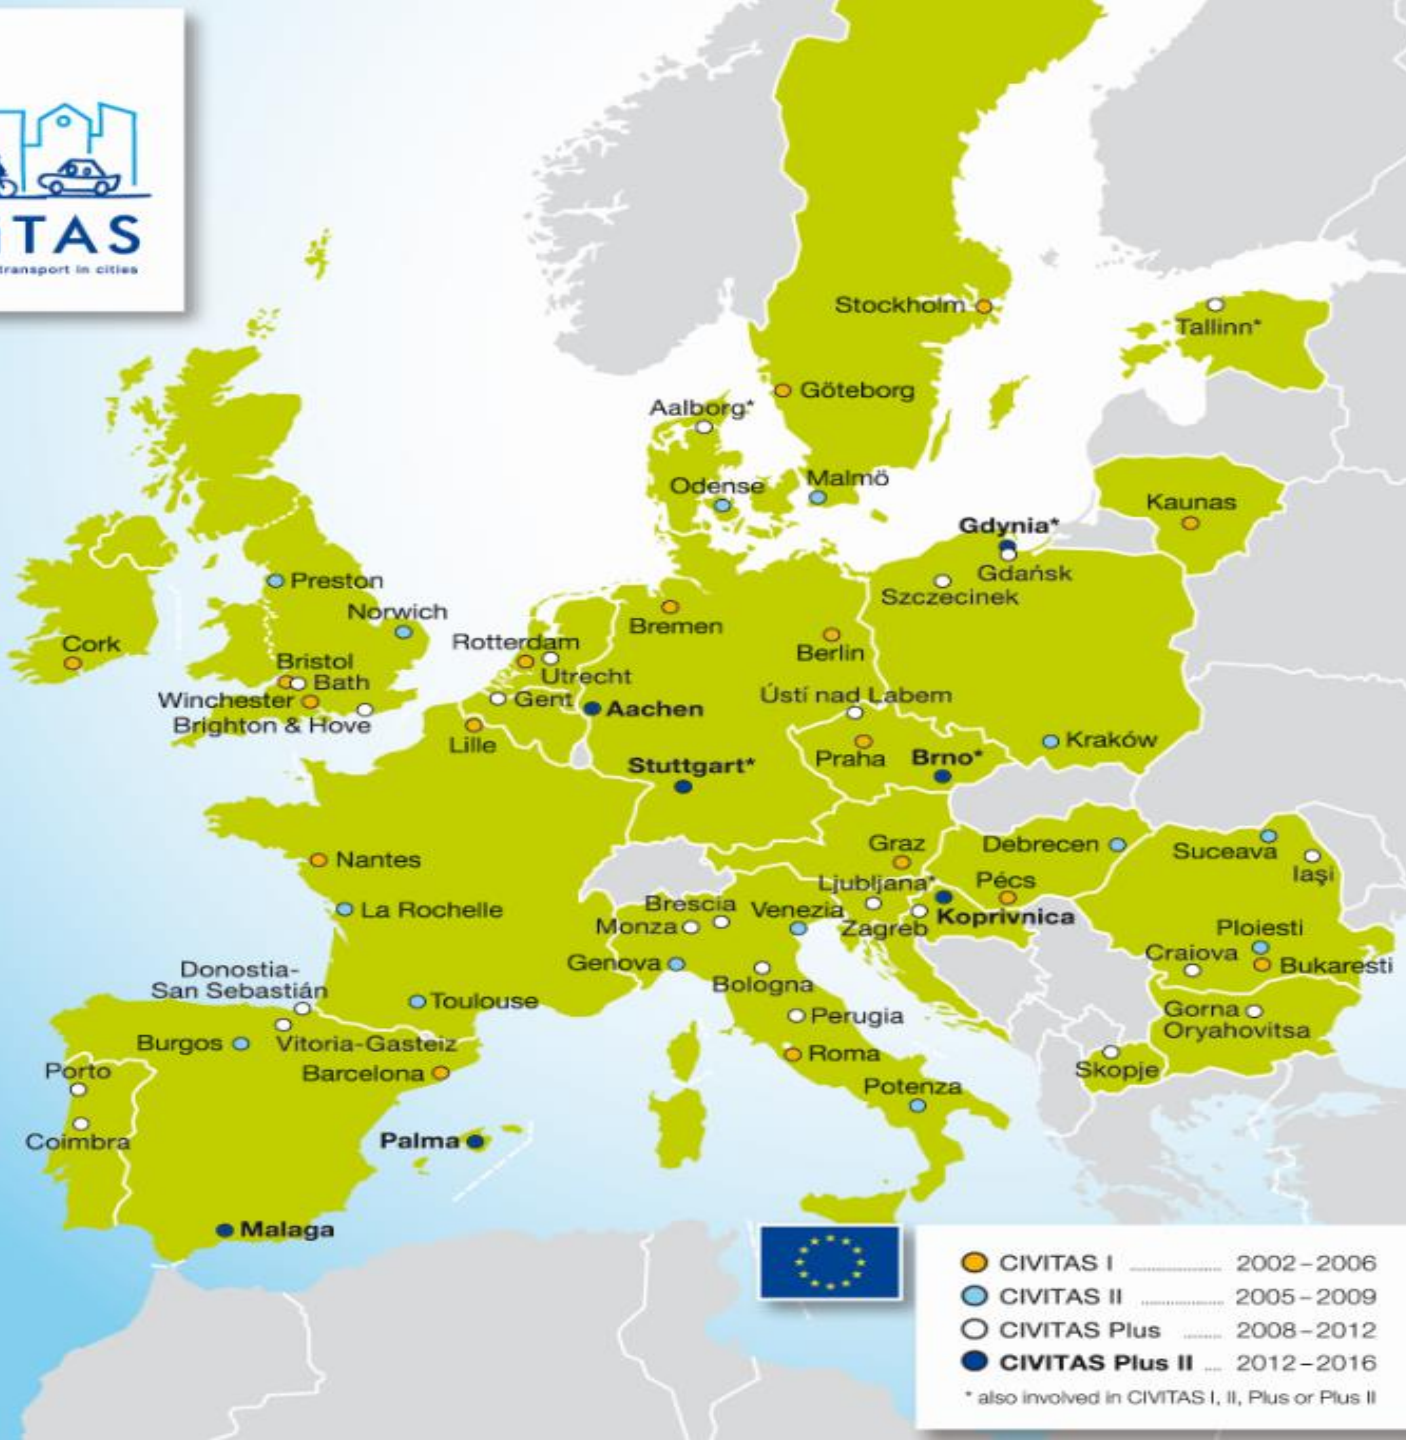 TAS
transport in cities
Stockholm
Tallinn*
Göteborg
Aalborg*
Odense
Malmö
Kaunas
Gdynia*
Gdańsk
Szczecinek
Preston
Norwich
Cork
Bristol
Bath
Winchester
Brighton & Hove
Rotterdam
Utrecht
Gent
Aachen
Bremen
Berlin
Lille
Ústí nad Labem
Praha
Brno*
Kraków
Stuttgart*
Nantes
La Rochelle
Graz
Debrecen
Suceava
Iaşi
Ljubljana*
Pécs
Koprivnica
Zagreb
Brescia
Monza
Venezia
Genova
Bologna
Ploiesti
Craiova
Bukaresti
Donostia-
San Sebastián
Toulouse
Burgos
Vitoria-Gasteiz
Barcelona
Perugia
Roma
Gorna
Oryahovitsa
Skopje
Porto
Coimbra
Potenza
Palma
Malaga
CIVITAS I ........................ 2002–2006
CIVITAS II ..................... 2005–2009
CIVITAS Plus ......... 2008–2012
CIVITAS Plus II .... 2012–2016
* also involved in CIVITAS I, II, Plus or Plus II